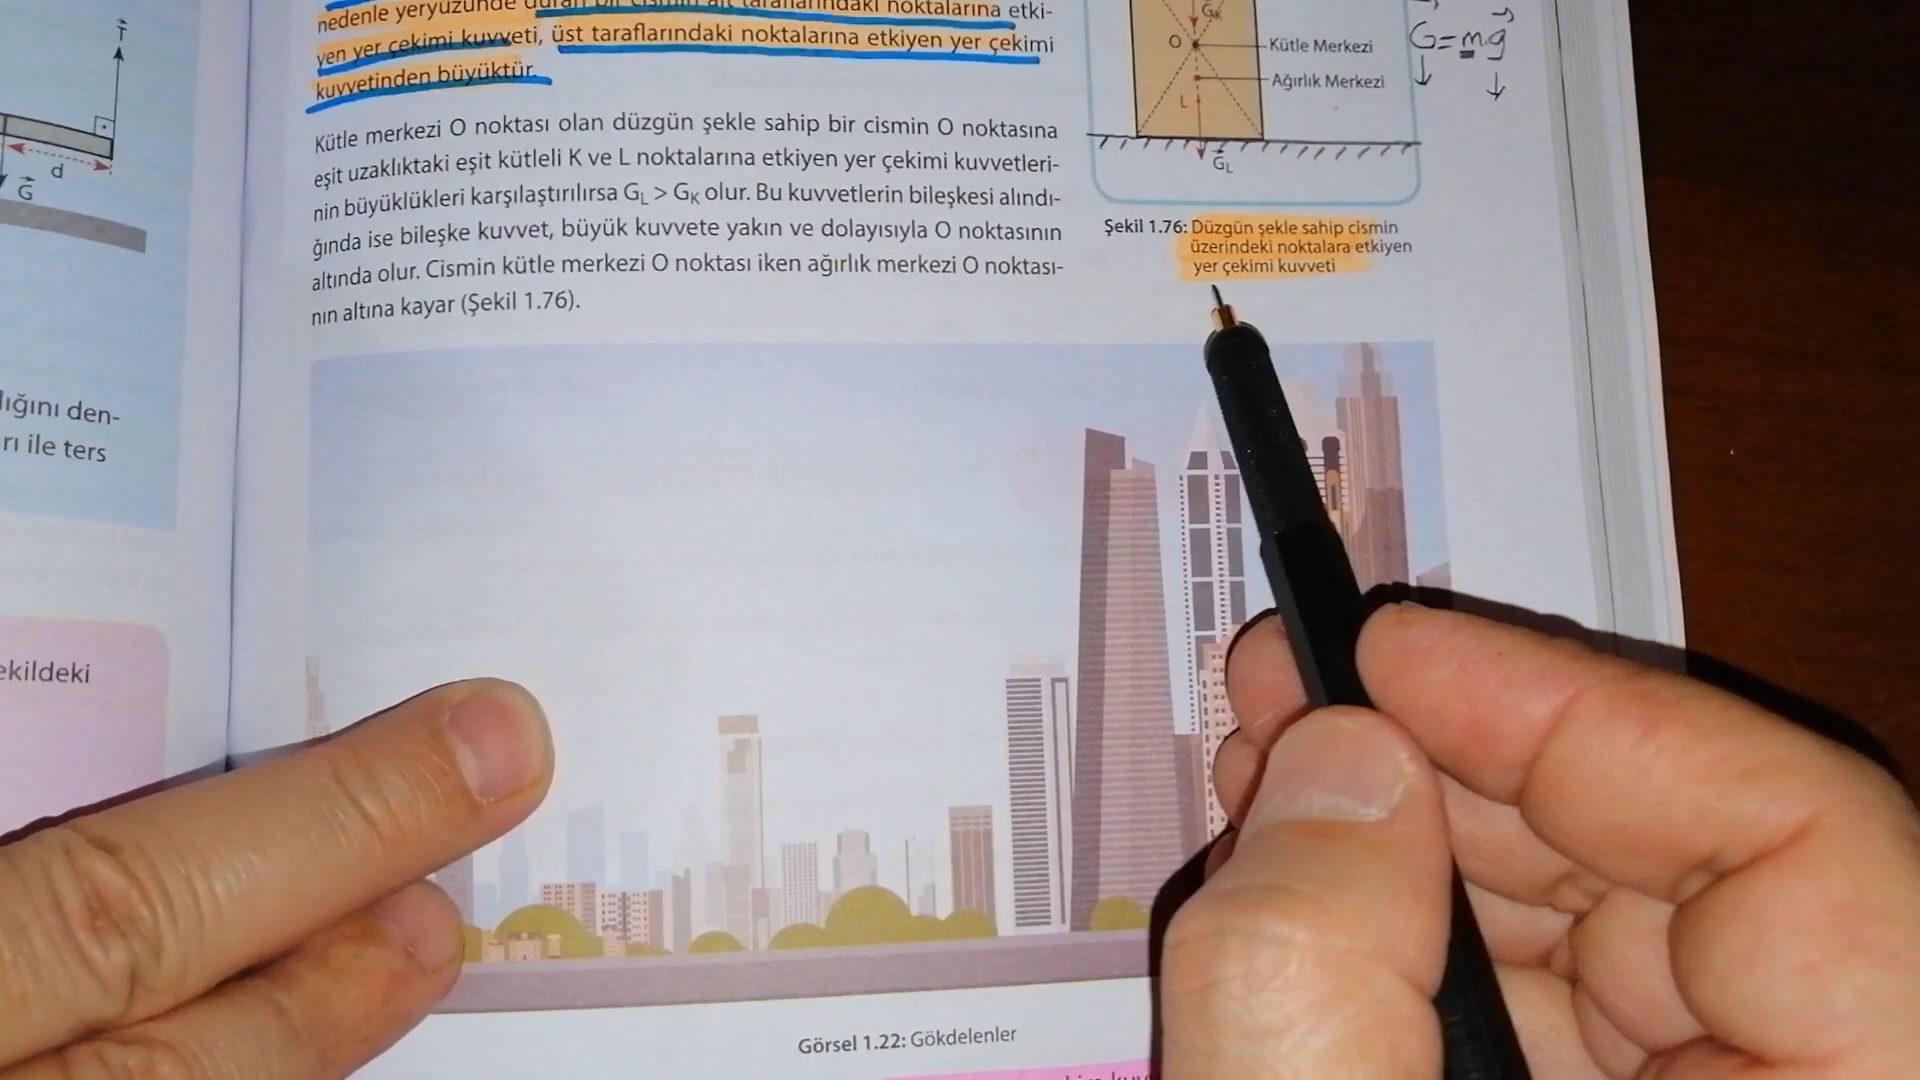 nedenle yeryüzünde duran bir cismin alt taraflarındaki noktalarına etki-
yen yer çekimi kuvveti, üst taraflarındaki noktalarına etkiyen yer çekimi
kuvvetinden büyüktür.
Kütle merkezi O noktası olan düzgün şekle sahip bir cismin O noktasına
eşit uzaklıktaki eşit kütleli K ve L noktalarına etkiyen yer çekimi kuvvetleri-
nin büyüklükleri karşılaştırılırsa GL > GK olur. Bu kuvvetlerin bileşkesi alındı-
ğında ise bileşke kuvvet, büyük kuvvete yakın ve dolayısıyla O noktasının
altında olur. Cismin kütle merkezi O noktası iken ağırlık merkezi O noktası-
nın altına kayar (Şekil 1.76).
GK
O
Kütle Merkezi
Ağırlık Merkezi
L
GL
G=mg
Şekil 1.76: Düzgün şekle sahip cismin
üzerindeki noktalara etkiyen
yer çekimi kuvveti
T
d
G
lığını den-
rı ile ters
ekildeki
Görsel 1.22: Gökdelenler